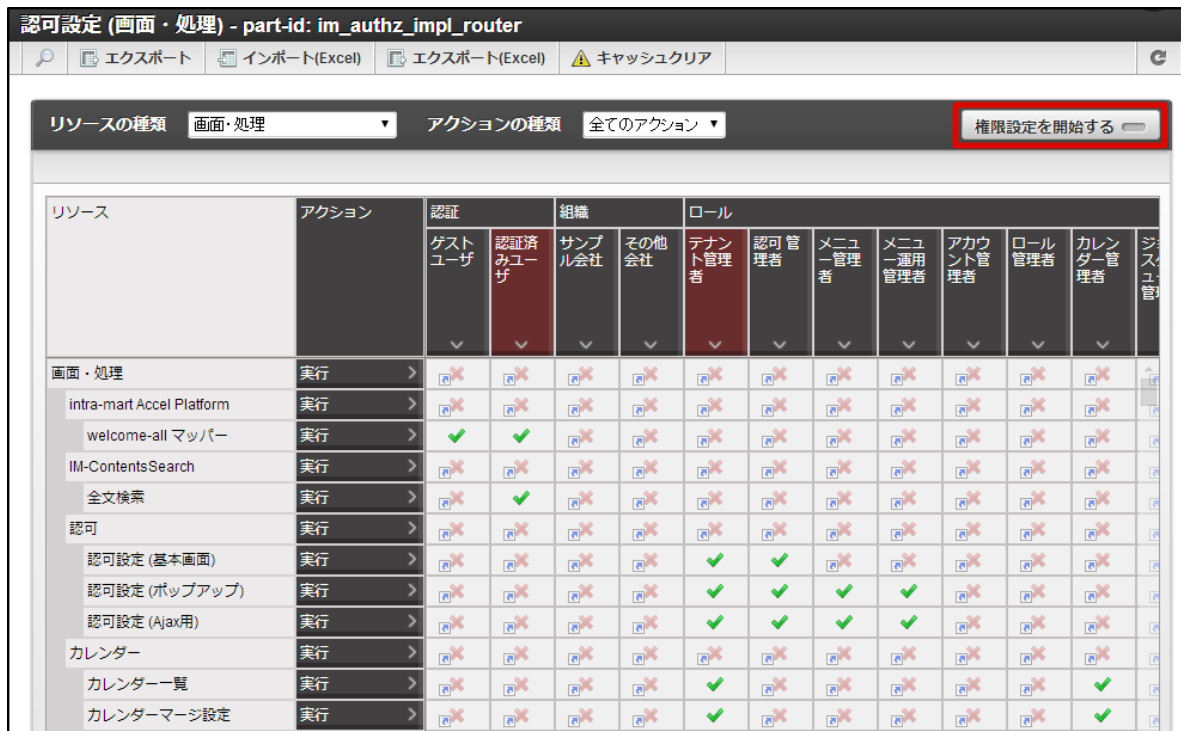 認可設定 (画面・処理) - part-id: im_authz_impl_router
エクスポート インポート(Excel) エクスポート(Excel) キャッシュクリア
リソースの種類 画面・処理 アクションの種類 全てのアクション 権限設定を開始する
リソース アクション 認証 組織 ロール
ゲストユーザ 認証済みユーザ サンプル会社 その他会社 テナント管理者 認可 管理者 メニュー管理者 メニュー運用管理者 アカウント管理者 ロール管理者 カレンダー管理者
画面・処理 実行
intra-mart Accel Platform 実行
welcome-all マッパー 実行
IM-ContentsSearch 実行
全文検索 実行
認可 実行
認可設定 (基本画面) 実行
認可設定 (ポップアップ) 実行
認可設定 (Ajax用) 実行
カレンダー 実行
カレンダー一覧 実行
カレンダーマージ設定 実行